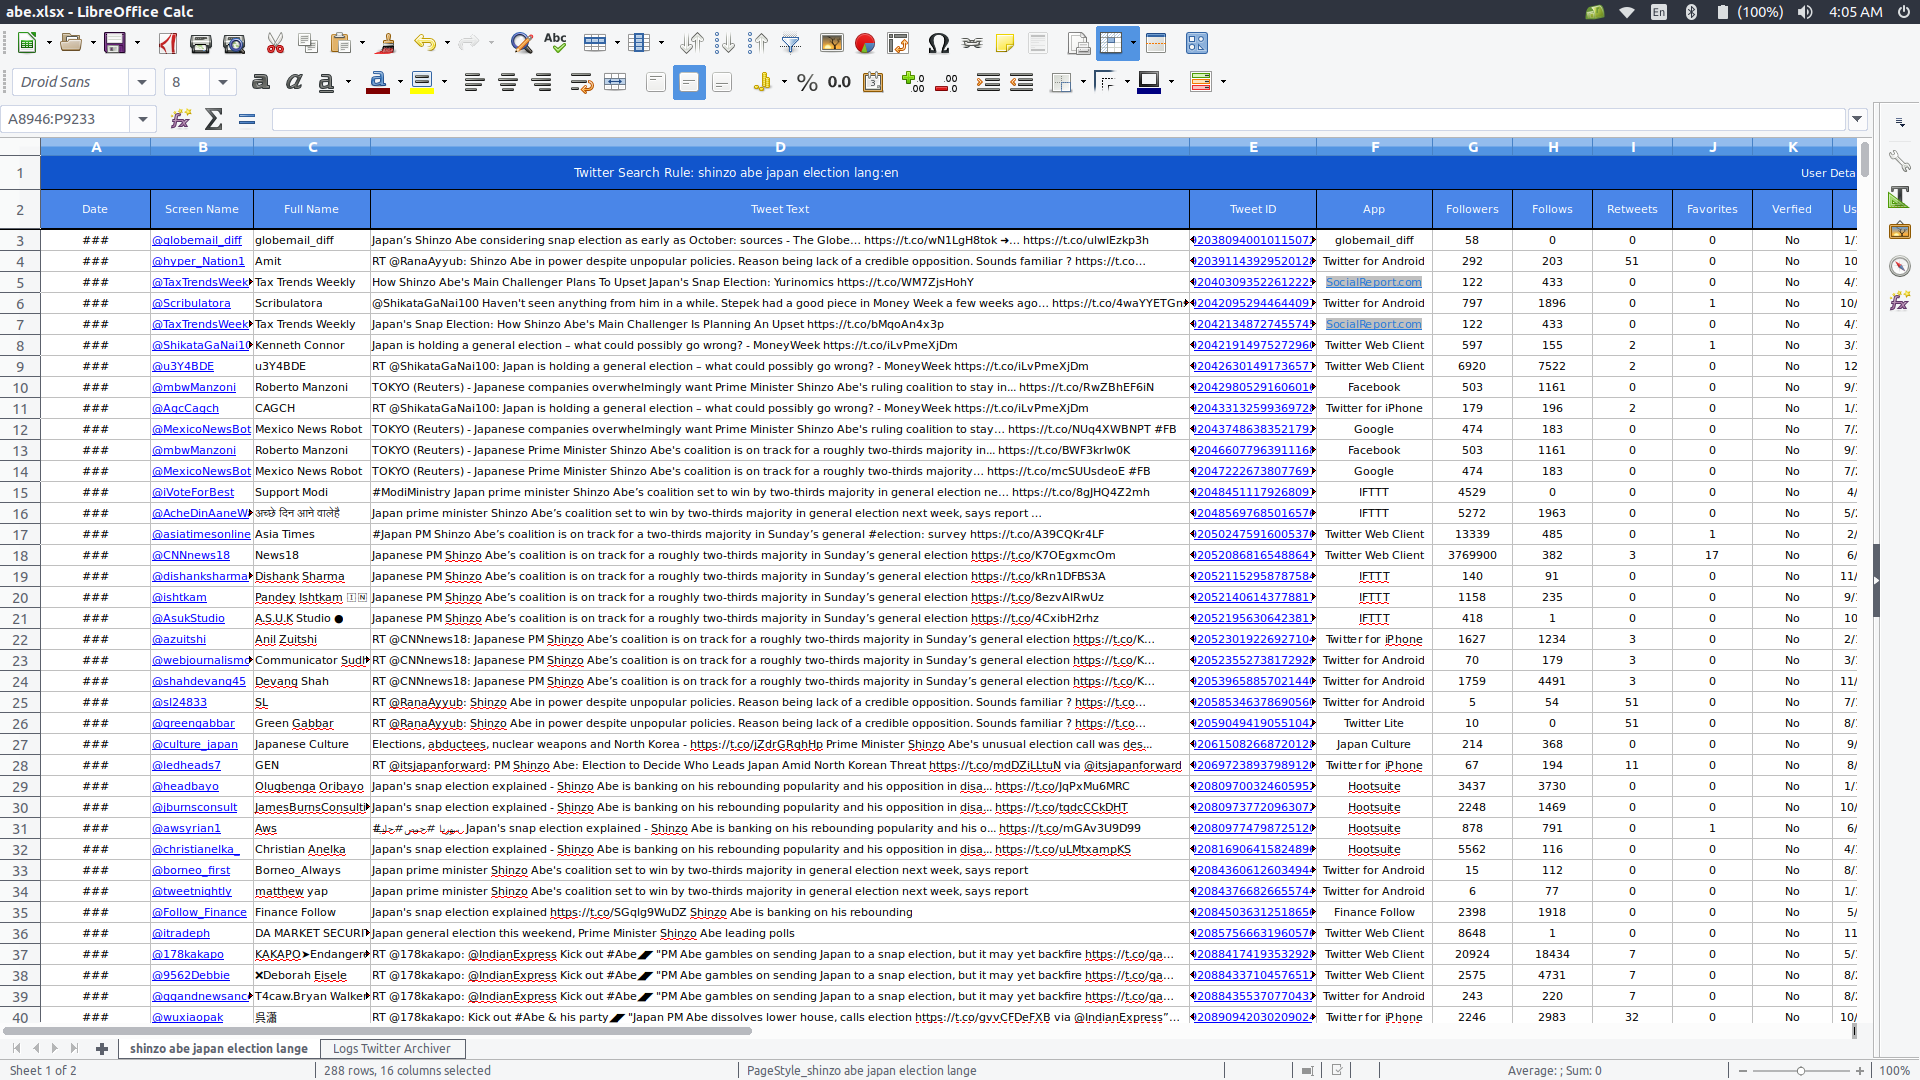 abe.xlsx - LibreOffice Calc
En (100%) 4:05 AM
Droid Sans 8
A8946:P9233
A B C D E F G H I J K
1 Twitter Search Rule: shinzo abe japan election lang:en User Deta
2 Date Screen Name Full Name Tweet Text Tweet ID App Followers Follows Retweets Favorites Verfied Us
3 ### @globemail_diff globemail_diff Japan’s Shinzo Abe considering snap election as early as October: sources - The Globe… https://t.co/wN1LgH8tok ➔… globemail_diff 58 0 0 0 No 1/
4 ### @hyper_Nation1 Amit RT @RanaAyyub: Shinzo Abe in power despite unpopular policies. Reason being lack of a credible opposition. Sounds familiar ? https://t.co… Twitter for Android 292 203 51 0 No 10
5 ### @TaxTrendsWeek Tax Trends Weekly How Shinzo Abe's Main Challenger Plans To Upset Japan's Snap Election: Yurinomics https://t.co/WM7ZjsHohY SocialReport.com 122 433 0 0 No 4/
6 ### @Scribulatora Scribulatora @ShikataGaNai100 Haven't seen anything from him in a while. Stepek had a good piece in Money Week a few weeks ago… https://t.co/4waYYETGn Twitter for Android 797 1896 0 1 No 10/
7 ### @TaxTrendsWeek Tax Trends Weekly Japan's Snap Election: How Shinzo Abe's Main Challenger Is Planning An Upset https://t.co/bMqoAn4x3p SocialReport.com 122 433 0 0 No 4/
8 ### @ShikataGaNai10 Kenneth Connor Japan is holding a general election – what could possibly go wrong? - MoneyWeek https://t.co/iLvPmeXjDm Twitter Web Client 597 155 2 1 No 3/
9 ### @u3Y4BDE u3Y4BDE RT @ShikataGaNai100: Japan is holding a general election – what could possibly go wrong? - MoneyWeek https://t.co/iLvPmeXjDm Twitter Web Client 6920 7522 2 0 No 12
10 ### @mbwManzoni Roberto Manzoni TOKYO (Reuters) - Japanese companies overwhelmingly want Prime Minister Shinzo Abe's ruling coalition to stay in... https://t.co/RwZBhEF6iN Facebook 503 1161 0 0 No 9/
11 ### @AgcCagch CAGCH RT @ShikataGaNai100: Japan is holding a general election – what could possibly go wrong? - MoneyWeek https://t.co/iLvPmeXjDm Twitter for iPhone 179 196 2 0 No 1/
12 ### @MexicoNewsBot Mexico News Robot TOKYO (Reuters) - Japanese companies overwhelmingly want Prime Minister Shinzo Abe's ruling coalition to stay… https://t.co/NUq4XWBNPT #FB Google 474 183 0 0 No 7/
13 ### @mbwManzoni Roberto Manzoni TOKYO (Reuters) - Japanese Prime Minister Shinzo Abe's coalition is on track for a roughly two-thirds majority in... https://t.co/BWF3krIw0K Facebook 503 1161 0 0 No 9/
14 ### @MexicoNewsBot Mexico News Robot TOKYO (Reuters) - Japanese Prime Minister Shinzo Abe's coalition is on track for a roughly two-thirds majority… https://t.co/mcSUUsdeoE #FB Google 474 183 0 0 No 7/
15 ### @iVoteForBest Support Modi #ModiMinistry Japan prime minister Shinzo Abe’s coalition set to win by two-thirds majority in general election ne… https://t.co/8gJHQ4Z2mh IFTTT 4529 0 0 0 No 4/
16 ### @AcheDinAaneW अच्छे दिन आने वालेहै Japan prime minister Shinzo Abe’s coalition set to win by two-thirds majority in general election next week, says report … IFTTT 5272 1963 0 0 No 5/
17 ### @asiatimesonline Asia Times #Japan PM Shinzo Abe’s coalition is on track for a two-thirds majority in Sunday’s general #election: survey https://t.co/A39CQKr4LF Twitter Web Client 13339 485 0 1 No 2/
18 ### @CNNnews18 News18 Japanese PM Shinzo Abe’s coalition is on track for a roughly two-thirds majority in Sunday’s general election https://t.co/K7OEgxmcOm Twitter Web Client 3769900 382 3 17 No 6/
19 ### @dishanksharma Dishank Sharma Japanese PM Shinzo Abe’s coalition is on track for a roughly two-thirds majority in Sunday’s general election https://t.co/kRn1DFBS3A IFTTT 140 91 0 0 No 11/
20 ### @ishtkam Pandey Ishtkam 🇮🇳 Japanese PM Shinzo Abe’s coalition is on track for a roughly two-thirds majority in Sunday’s general election IFTTT 1158 235 0 0 No 9/
21 ### @AsukStudio A.S.U.K Studio ● Japanese PM Shinzo Abe’s coalition is on track for a roughly two-thirds majority in Sunday’s general election https://t.co/4CxibH2rhz IFTTT 418 1 0 0 No 10
22 ### @azuitshi Anil Zuitshi RT @CNNnews18: Japanese PM Shinzo Abe’s coalition is on track for a roughly two-thirds majority in Sunday’s general election https://t.co/K… Twitter for iPhone 1627 1234 3 0 No 2/
23 ### @webjournalismc Communicator RT @CNNnews18: Japanese PM Shinzo Abe’s coalition is on track for a roughly two-thirds majority in Sunday’s general election https://t.co/K… Twitter for Android 70 179 3 0 No 3/
24 ### @shahdevang45 Devang Shah RT @CNNnews18: Japanese PM Shinzo Abe’s coalition is on track for a roughly two-thirds majority in Sunday’s general election https://t.co/K… Twitter for Android 1759 4491 3 0 No 11/
25 ### @sl24833 SL RT @RanaAyyub: Shinzo Abe in power despite unpopular policies. Reason being lack of a credible opposition. Sounds familiar ? https://t.co… Twitter for Android 5 54 51 0 No 7/
26 ### @greengabbar Green Gabbar RT @RanaAyyub: Shinzo Abe in power despite unpopular policies. Reason being lack of a credible opposition. Sounds familiar ? https://t.co… Twitter Lite 10 0 51 0 No 8/
27 ### @culture_japan Japanese Culture Elections, abductees, nuclear weapons and North Korea - https://t.co/jZdrGRqhHp Prime Minister Shinzo Abe's unusual election call was des... Japan Culture 214 368 0 0 No 9/
28 ### @ledheads7 GEN RT @itsjapanforward: PM Shinzo Abe: Election to Decide Who Leads Japan Amid North Korean Threat https://t.co/mdDZiLLtuN via @itsjapanforward Twitter for iPhone 67 194 11 0 No 8/
29 ### @headbayo Olugbenga Oribayo Japan's snap election explained - Shinzo Abe is banking on his rebounding popularity and his opposition in disa... https://t.co/JqPxMu6MRC Hootsuite 3437 3730 0 0 No 1/
30 ### @jburnsconsult JamesBurnsConsulti Japan's snap election explained - Shinzo Abe is banking on his rebounding popularity and his opposition in disa... https://t.co/tqdcCCkDHT Hootsuite 2248 1469 0 0 No 10/
31 ### @awsyrian1 Aws Japan's snap election explained - Shinzo Abe is banking on his rebounding popularity and his o... https://t.co/mGAv3U9D99 Hootsuite 878 791 0 1 No 6/
32 ### @christianelka_ Christian Anelka Japan's snap election explained - Shinzo Abe is banking on his rebounding popularity and his opposition in disa... https://t.co/uLMtxampKS Hootsuite 5562 116 0 0 No 4/
33 ### @borneo_first Borneo_Always Japan prime minister Shinzo Abe's coalition set to win by two-thirds majority in general election next week, says report Twitter for Android 15 112 0 0 No 8/
34 ### @tweetnightly matthew yap Japan prime minister Shinzo Abe's coalition set to win by two-thirds majority in general election next week, says report Twitter for Android 6 77 0 0 No 1/
35 ### @Follow_Finance Finance Follow Japan's snap election explained https://t.co/SGqlg9WuDZ Shinzo Abe is banking on his rebounding Finance Follow 2398 1918 0 0 No 5/
36 ### @itradeph DA MARKET SECURI Japan general election this weekend, Prime Minister Shinzo Abe leading polls Twitter Web Client 8648 1 0 0 No 11
37 ### @178kakapo KAKAPO➤Endanger RT @178kakapo: @IndianExpress Kick out #Abe "PM Abe gambles on sending Japan to a snap election, but it may yet backfire https://t.co/ga… Twitter Web Client 20924 18434 7 0 No 5/
38 ### @9562Debbie ❌Deborah Eisele RT @178kakapo: @IndianExpress Kick out #Abe "PM Abe gambles on sending Japan to a snap election, but it may yet backfire https://t.co/ga… Twitter Web Client 2575 4731 7 0 No 8/
39 ### @ggandnewsanc T4caw.Bryan Walker RT @178kakapo: @IndianExpress Kick out #Abe "PM Abe gambles on sending Japan to a snap election, but it may yet backfire https://t.co/ga… Twitter for Android 243 220 7 0 No 8/
40 ### @wuxiaopak 呉瀟 RT @178kakapo: Kick out #Abe & his party "Japan PM Abe dissolves lower house, calls election https://t.co/gvvCFDeFXB via @IndianExpress”… Twitter for iPhone 2246 2983 32 0 No 10/
shinzo abe japan election lange Logs Twitter Archiver
Sheet 1 of 2 288 rows, 16 columns selected PageStyle_shinzo abe japan election lange Average: ; Sum: 0 100%